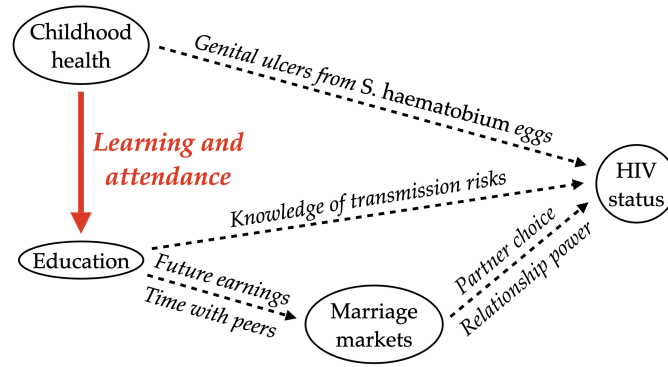 Childhood
health
Genital ulcers from S. haematobium eggs
Learning and
attendance
HIV
status
Knowledge of transmission risks
Education
Future earnings
Time with peers
Partner choice
Relationship power
Marriage
markets